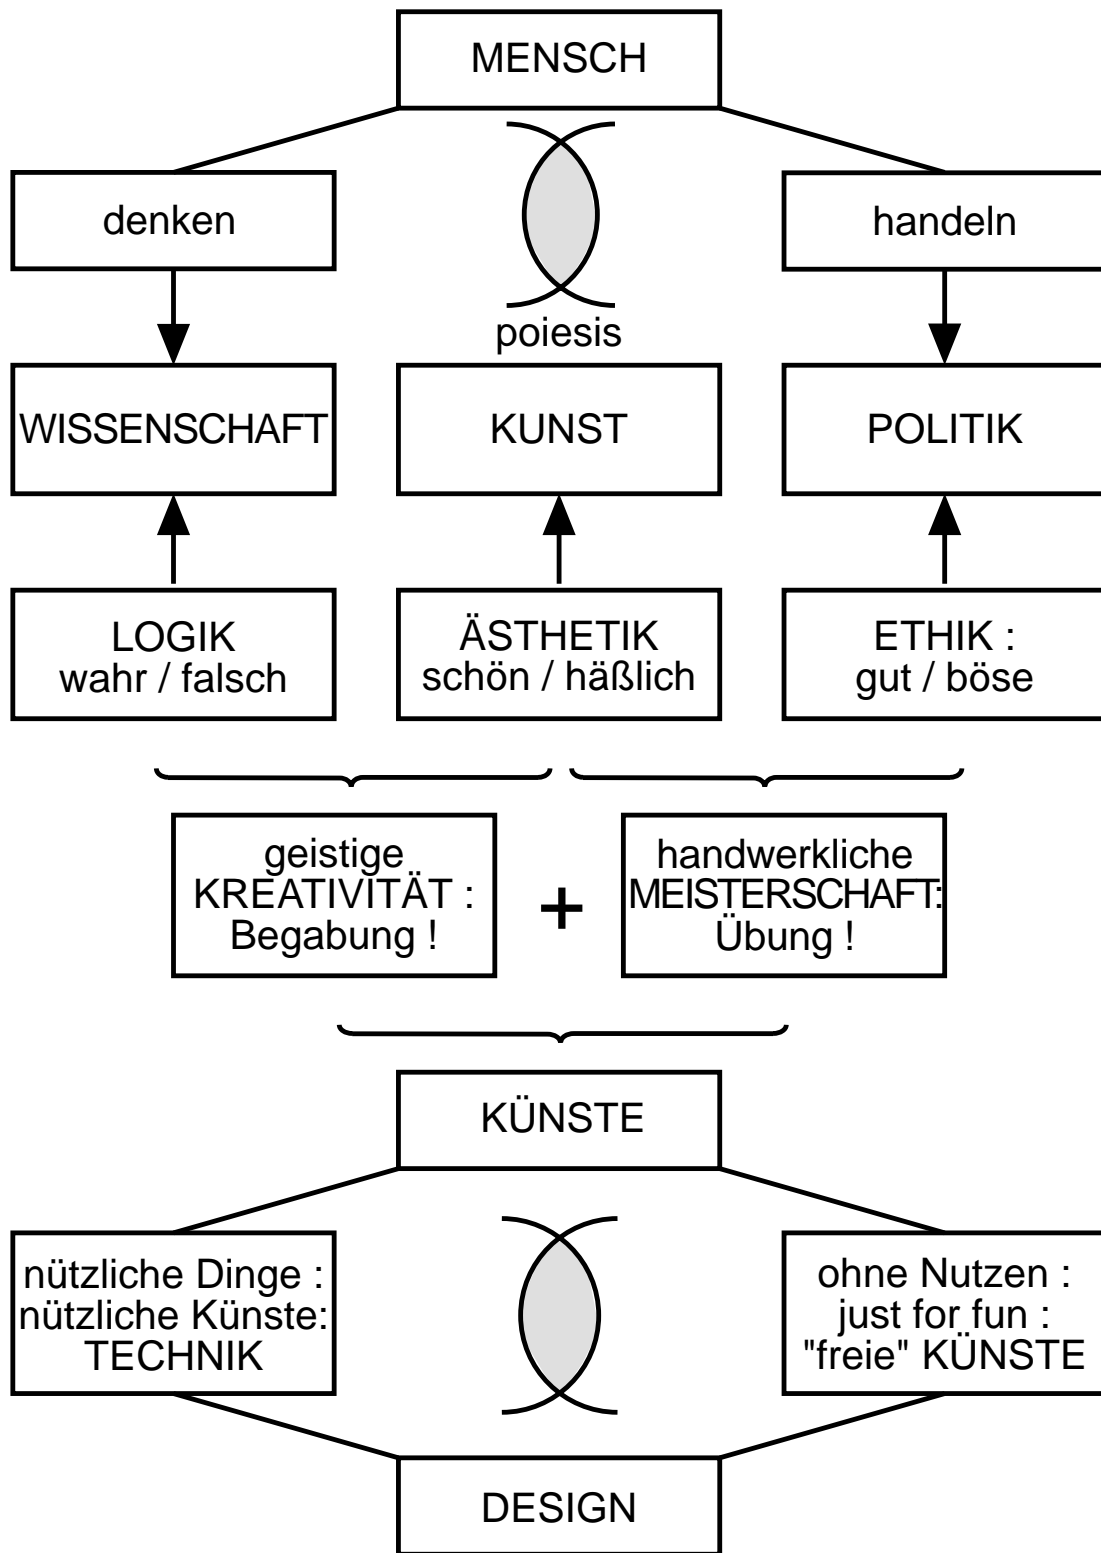 MENSCH
denken
handeln
poiesis
WISSENSCHAFT
KUNST
POLITIK
LOGIK
wahr / falsch
ÄSTHETIK
schön / häßlich
ETHIK :
gut / böse
geistige
KREATIVITÄT :
Begabung !
+
handwerkliche
MEISTERSCHAFT:
Übung !
KÜNSTE
nützliche Dinge :
nützliche Künste:
TECHNIK
ohne Nutzen :
just for fun :
"freie" KÜNSTE
DESIGN